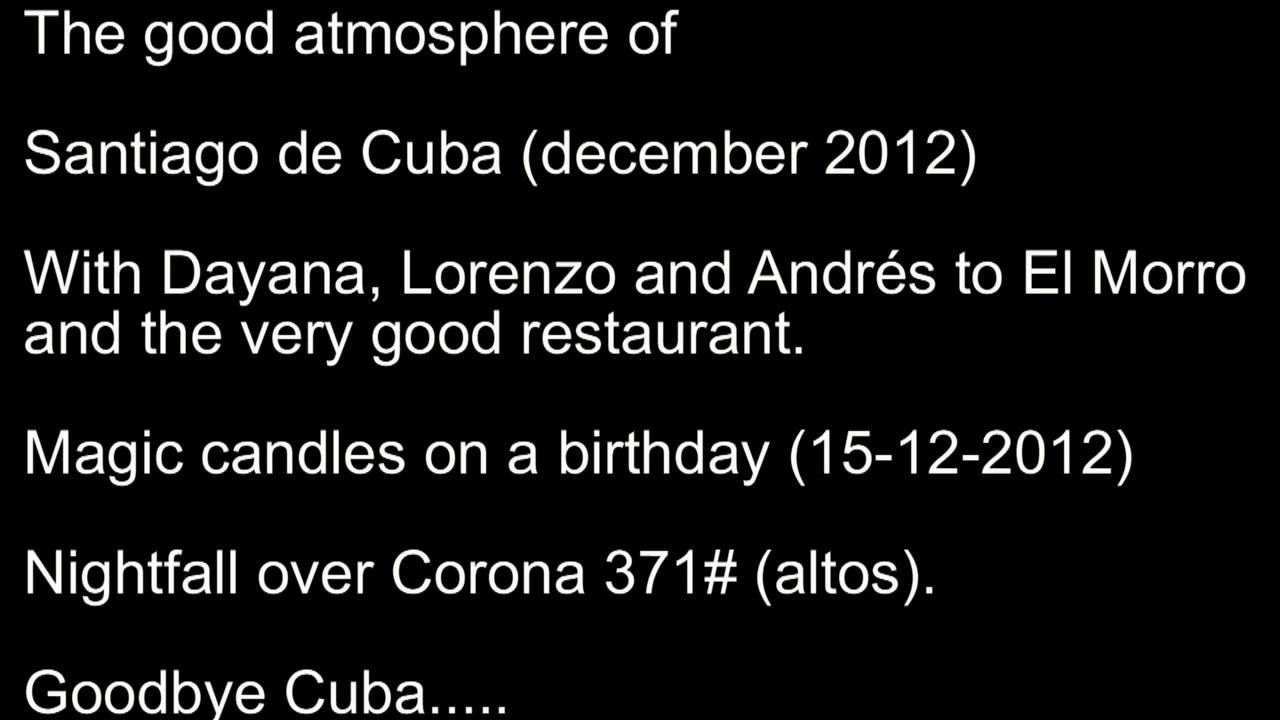 The good atmosphere of
Santiago de Cuba (december 2012)
With Dayana, Lorenzo and Andrés to El Morro
and the very good restaurant.
Magic candles on a birthday (15-12-2012)
Nightfall over Corona 371# (altos).
Goodbye Cuba.....